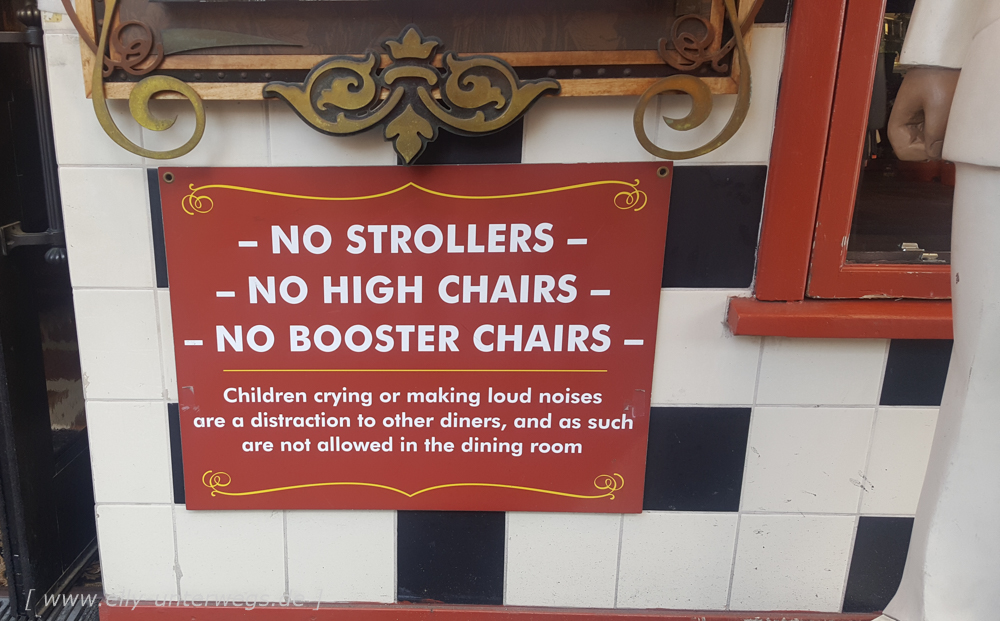 – NO STROLLERS –
– NO HIGH CHAIRS –
– NO BOOSTER CHAIRS –
Children crying or making loud noises
are a distraction to other diners, and as such
are not allowed in the dining room
[ www.elly-unterwegs.de ]